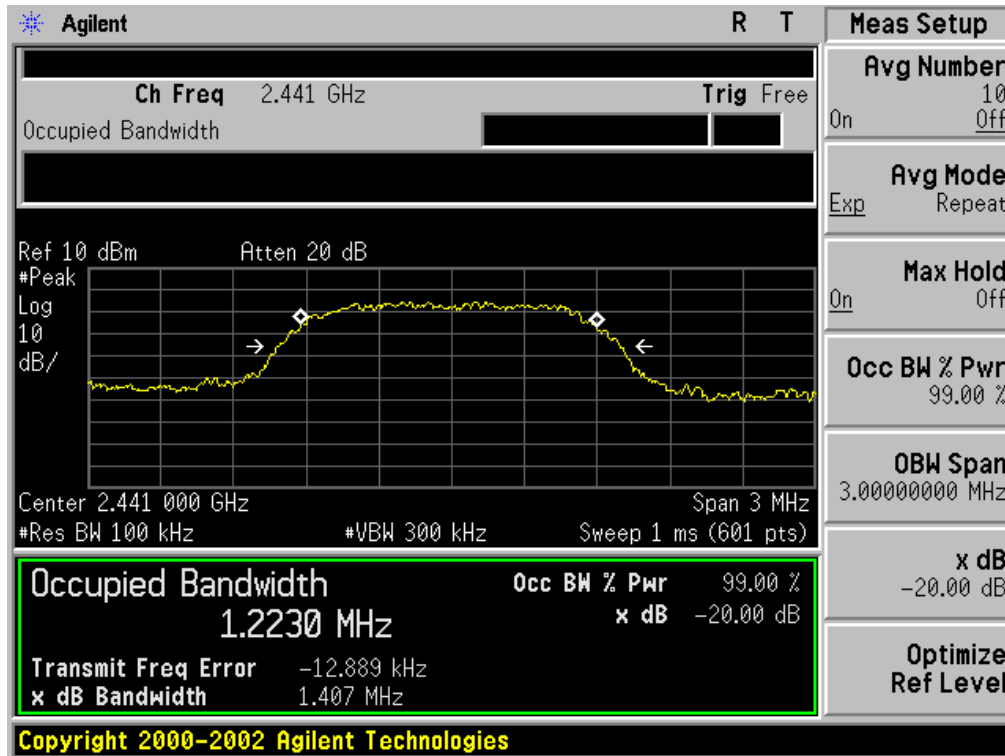 Agilent R T
Ch Freq 2.441 GHz Trig Free
Occupied Bandwidth
Ref 10 dBm Atten 20 dB
#Peak
Log
10
dB/
Center 2.441 000 GHz Span 3 MHz
#Res BW 100 kHz #VBW 300 kHz Sweep 1 ms (601 pts)
Occupied Bandwidth Occ BW % Pwr 99.00 %
1.2230 MHz x dB -20.00 dB
Transmit Freq Error -12.889 kHz
x dB Bandwidth 1.407 MHz
Copyright 2000-2002 Agilent Technologies
Meas Setup
Avg Number
10
On Off
Avg Mode
Exp Repeat
Max Hold
On Off
Occ BW % Pwr
99.00 %
OBW Span
3.00000000 MHz
x dB
-20.00 dB
Optimize
Ref Level